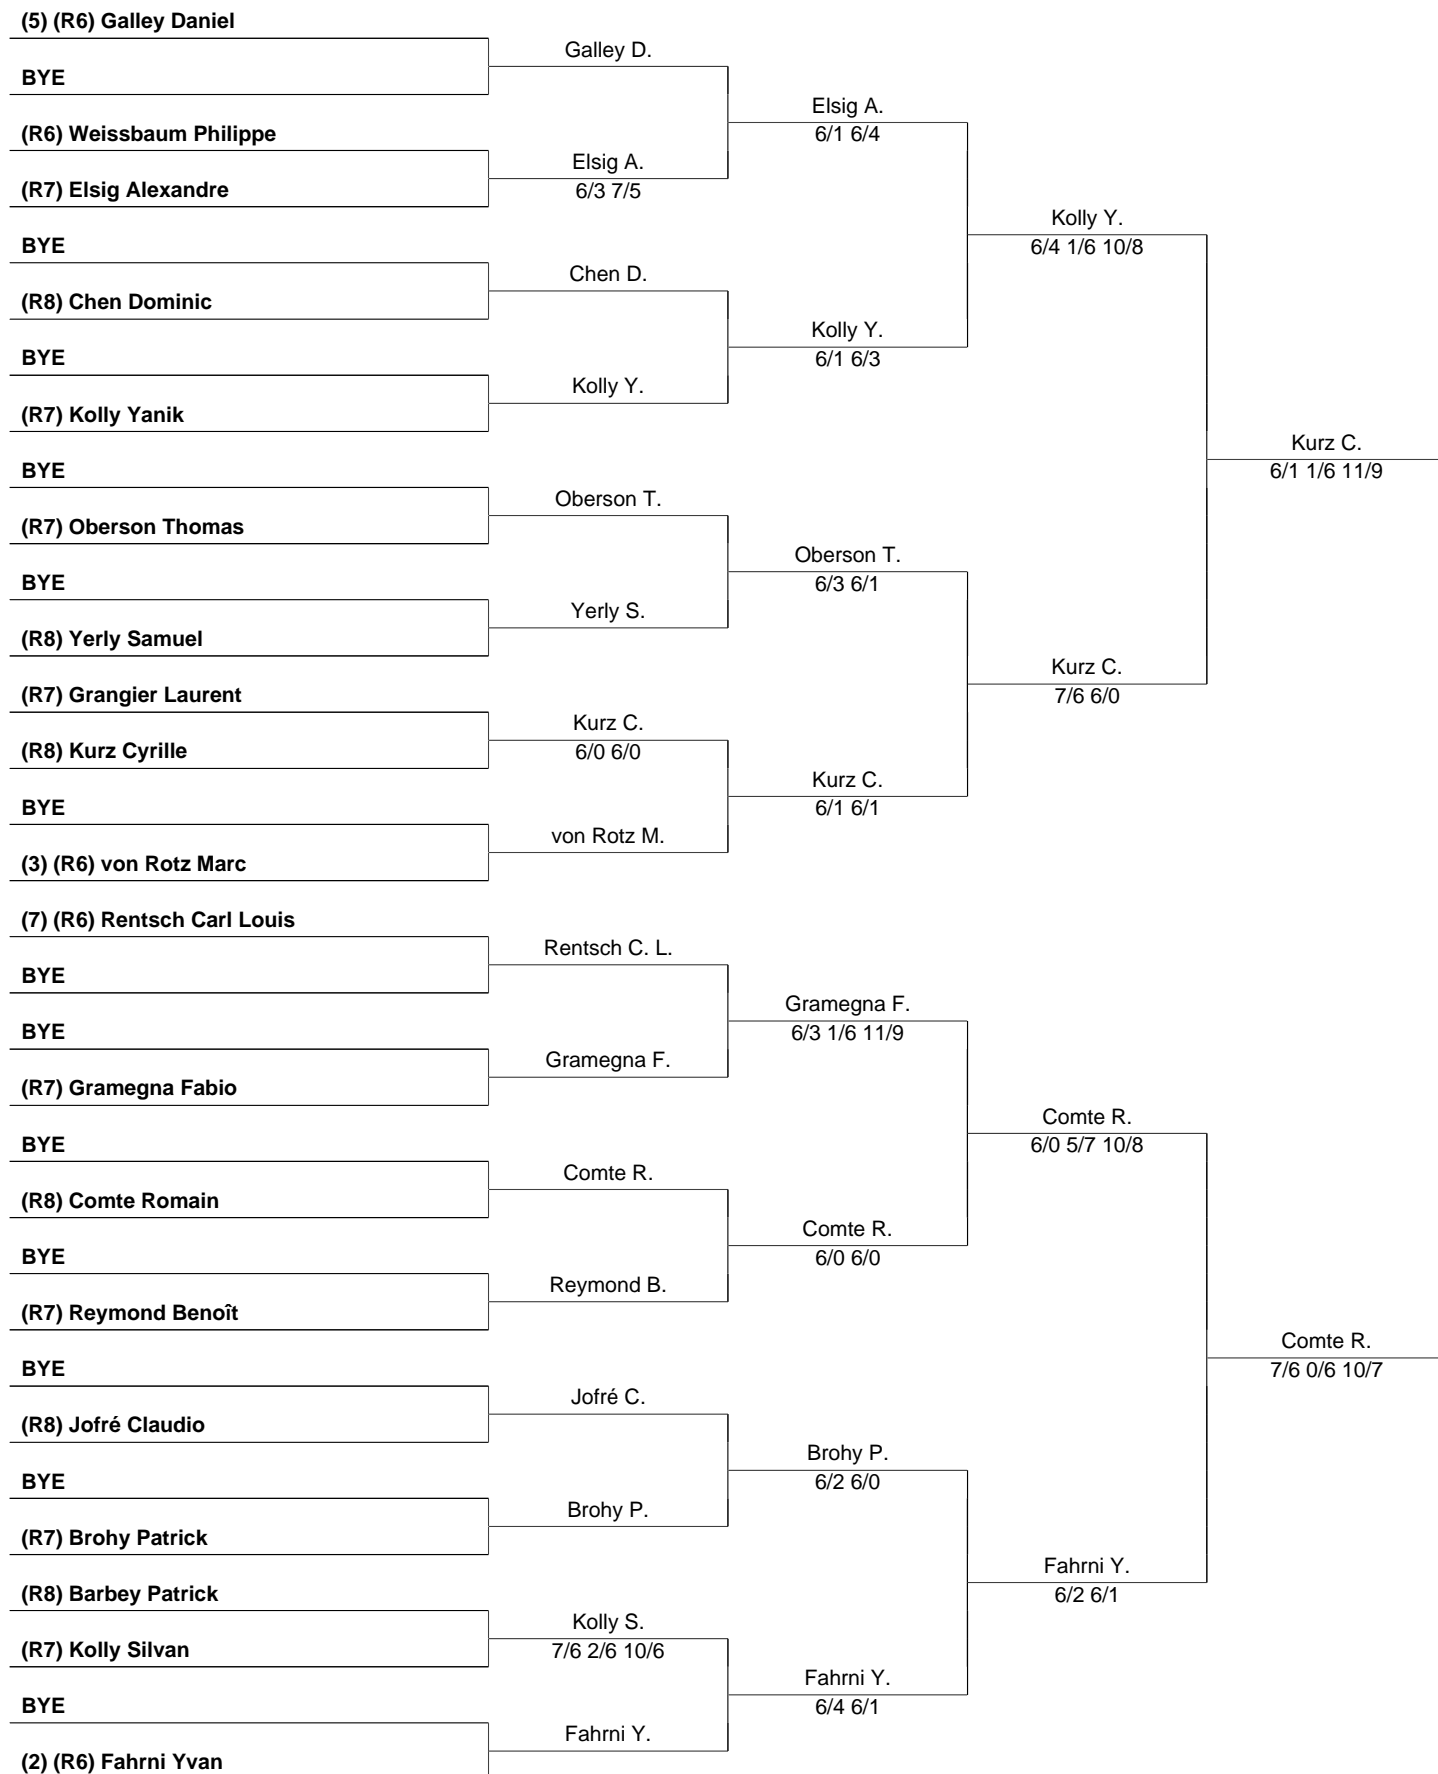 (5) (R6) Galley Daniel
Galley D.
BYE
Elsig A.
6/1 6/4
(R6) Weissbaum Philippe
Elsig A.
6/3 7/5
(R7) Elsig Alexandre
Kolly Y.
6/4 1/6 10/8
BYE
Chen D.
(R8) Chen Dominic
Kolly Y.
6/1 6/3
BYE
Kolly Y.
(R7) Kolly Yanik
Kurz C.
6/1 1/6 11/9
BYE
Oberson T.
(R7) Oberson Thomas
Oberson T.
6/3 6/1
BYE
Yerly S.
(R8) Yerly Samuel
Kurz C.
7/6 6/0
(R7) Grangier Laurent
Kurz C.
6/0 6/0
(R8) Kurz Cyrille
Kurz C.
6/1 6/1
BYE
von Rotz M.
(3) (R6) von Rotz Marc
(7) (R6) Rentsch Carl Louis
Rentsch C. L.
BYE
Gramegna F.
6/3 1/6 11/9
BYE
Gramegna F.
(R7) Gramegna Fabio
Comte R.
6/0 5/7 10/8
BYE
Comte R.
(R8) Comte Romain
Comte R.
6/0 6/0
BYE
Reymond B.
(R7) Reymond Benoît
Comte R.
7/6 0/6 10/7
BYE
Jofré C.
(R8) Jofré Claudio
Brohy P.
6/2 6/0
BYE
Brohy P.
(R7) Brohy Patrick
Fahrni Y.
6/2 6/1
(R8) Barbey Patrick
Kolly S.
7/6 2/6 10/6
(R7) Kolly Silvan
Fahrni Y.
6/4 6/1
BYE
Fahrni Y.
(2) (R6) Fahrni Yvan